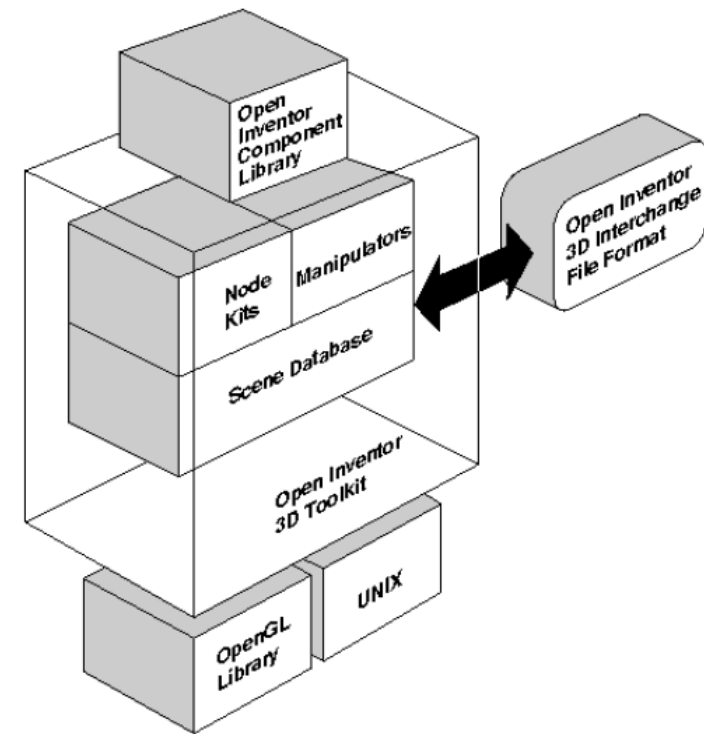 Open
Inventor
Component
Library
Open Inventor
3D Interchange
File Format
Node
Kits
Manipulators
Scene Database
Open Inventor
3D Toolkit
OpenGL
Library
UNIX